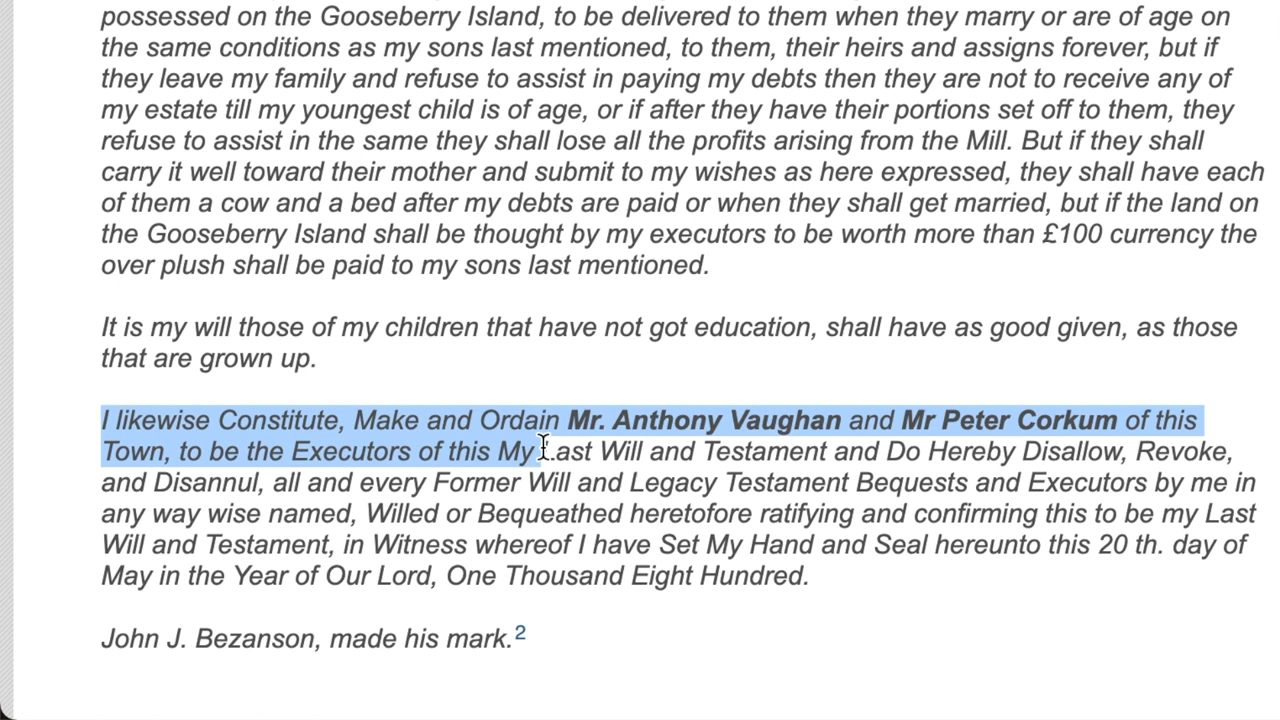 possessed on the Gooseberry Island, to be delivered to them when they marry or are of age on
the same conditions as my sons last mentioned, to them, their heirs and assigns forever, but if
they leave my family and refuse to assist in paying my debts then they are not to receive any of
my estate till my youngest child is of age, or if after they have their portions set off to them, they
refuse to assist in the same they shall lose all the profits arising from the Mill. But if they shall
carry it well toward their mother and submit to my wishes as here expressed, they shall have each
of them a cow and a bed after my debts are paid or when they shall get married, but if the land on
the Gooseberry Island shall be thought by my executors to be worth more than £100 currency the
over plush shall be paid to my sons last mentioned.
It is my will those of my children that have not got education, shall have as good given, as those
that are grown up.
I likewise Constitute, Make and Ordain Mr. Anthony Vaughan and Mr Peter Corkum of this
Town, to be the Executors of this My Last Will and Testament and Do Hereby Disallow, Revoke,
and Disannul, all and every Former Will and Legacy Testament Bequests and Executors by me in
any way wise named, Willed or Bequeathed heretofore ratifying and confirming this to be my Last
Will and Testament, in Witness whereof I have Set My Hand and Seal hereunto this 20 th. day of
May in the Year of Our Lord, One Thousand Eight Hundred.
John J. Bezanson, made his mark.2